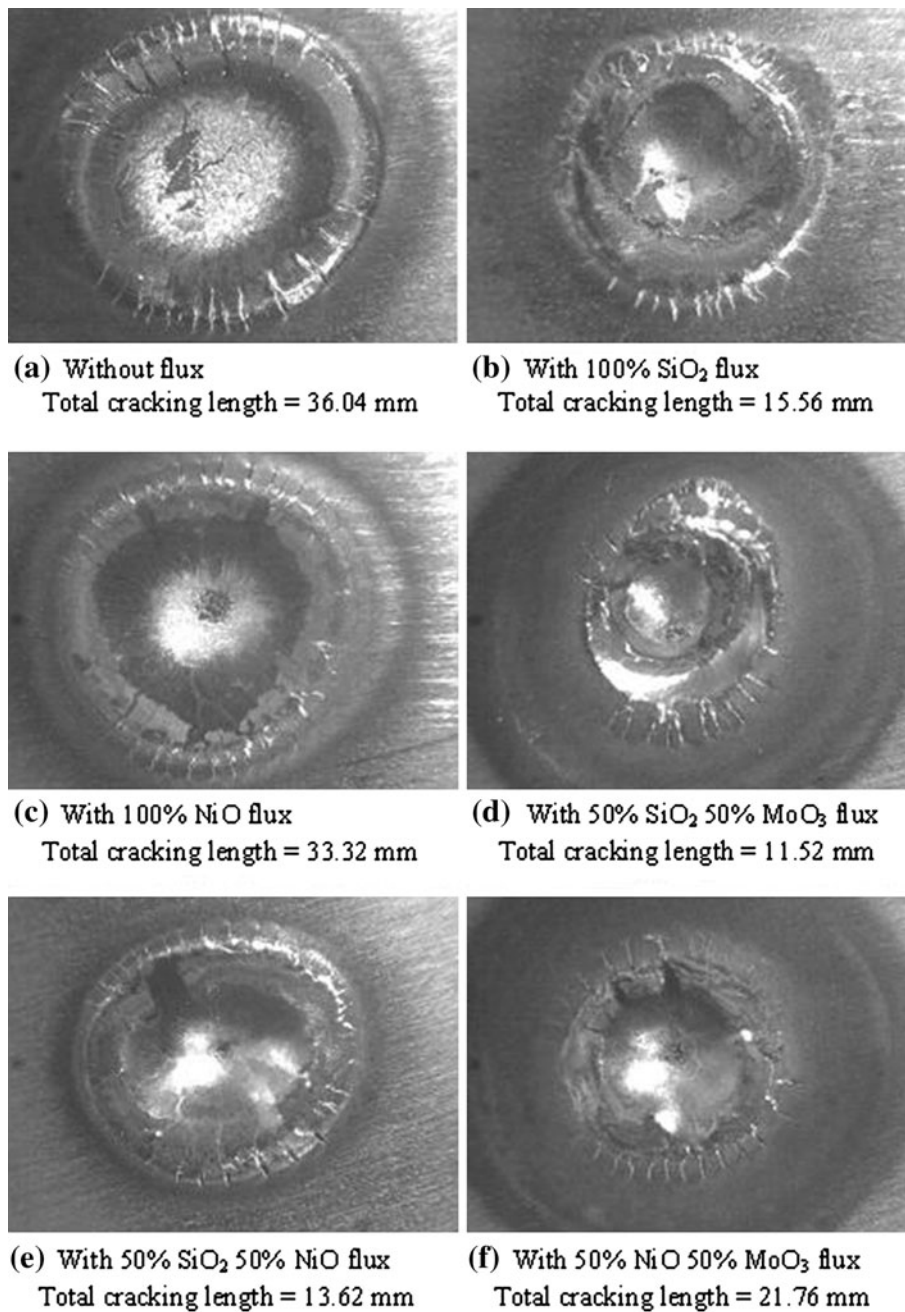 (a) Without flux
Total cracking length = 36.04 mm
(b) With 100% SiO₂ flux
Total cracking length = 15.56 mm
(c) With 100% NiO flux
Total cracking length = 33.32 mm
(d) With 50% SiO₂ 50% MoO₃ flux
Total cracking length = 11.52 mm
(e) With 50% SiO₂ 50% NiO flux
Total cracking length = 13.62 mm
(f) With 50% NiO 50% MoO₃ flux
Total cracking length = 21.76 mm